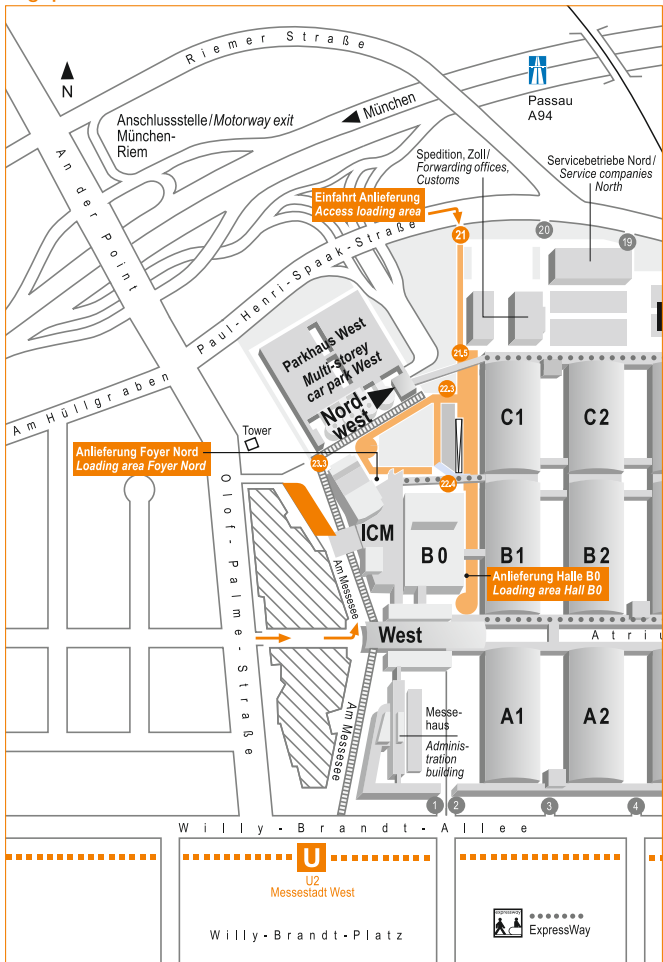 Riemer Straße
N
Anschlussstelle/Motorway exit
München-
Riem
München
Passau
A94
An der Point
Spedition, Zoll/
Forwarding offices,
Customs
Servicebetriebe Nord/
Service companies
North
Einfahrt Anlieferung
Access loading area
21
20
19
Paul-Henri-Spaak-Straße
Parkhaus West
Multi-storey
car park West
21.5
22.3
Nord-
west
C1
C2
Am Hüllgraben
Tower
Anlieferung Foyer Nord
Loading area Foyer Nord
23.3
22.4
ICM
B0
B1
B2
Anlieferung Halle B0
Loading area Hall B0
Olof-Palme-Straße
Am Messesee
West
Atriu
A1
A2
Messe-
haus
Adminis-
tration
building
Am Messesee
1
2
3
4
Willy-Brandt-Allee
U
U2
Messestadt West
Willy-Brandt-Platz
expressway
ExpressWay